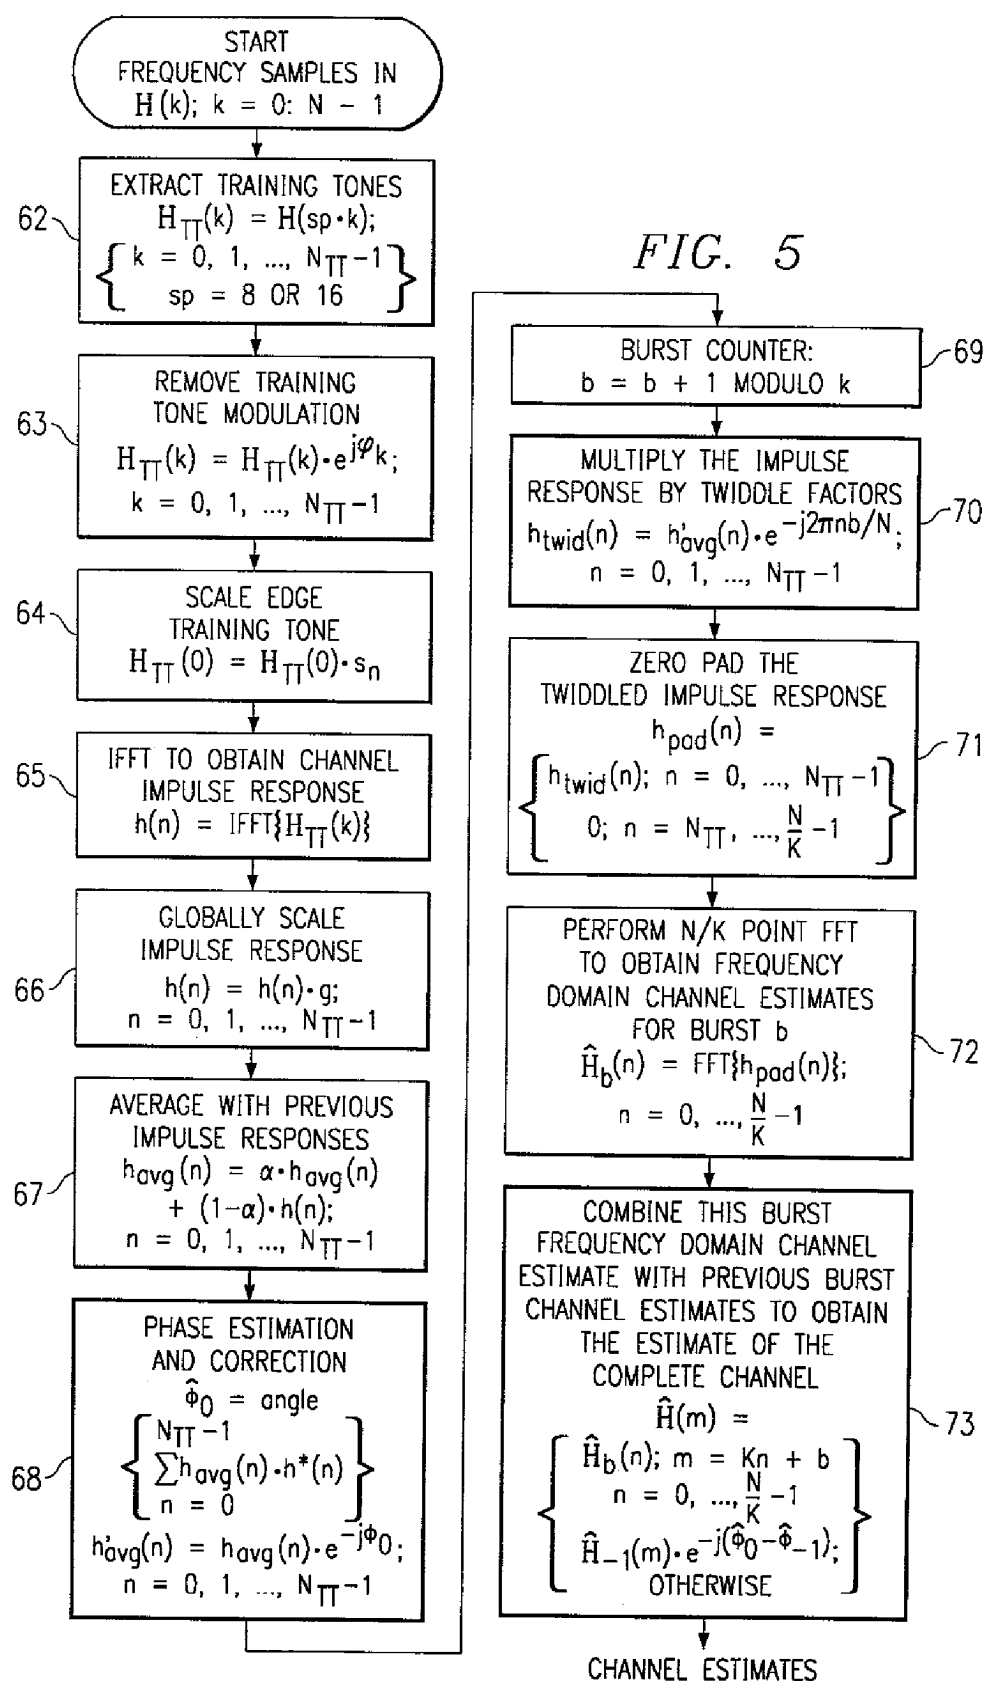 START
FREQUENCY SAMPLES IN
H(k); k = 0: N - 1
62
EXTRACT TRAINING TONES
H_TT(k) = H(sp·k);
{k = 0, 1, ..., N_TT-1
sp = 8 OR 16}
63
REMOVE TRAINING
TONE MODULATION
H_TT(k) = H_TT(k)·e^jφk;
k = 0, 1, ..., N_TT-1
64
SCALE EDGE
TRAINING TONE
H_TT(0) = H_TT(0)·s_n
65
IFFT TO OBTAIN CHANNEL
IMPULSE RESPONSE
h(n) = IFFT{H_TT(k)}
66
GLOBALLY SCALE
IMPULSE RESPONSE
h(n) = h(n)·g;
n = 0, 1, ..., N_TT-1
67
AVERAGE WITH PREVIOUS
IMPULSE RESPONSES
h_avg(n) = α·h_avg(n)
+ (1-α)·h(n);
n = 0, 1, ..., N_TT-1
68
PHASE ESTIMATION
AND CORRECTION
ϕ̂_0 = angle
{N_TT-1
∑h_avg(n)·h*(n)
n = 0}
h'_avg(n) = h_avg(n)·e^-jϕ_0;
n = 0, 1, ..., N_TT-1
FIG. 5
69
BURST COUNTER:
b = b + 1 MODULO k
70
MULTIPLY THE IMPULSE
RESPONSE BY TWIDDLE FACTORS
h_twid(n) = h'_avg(n)·e^-j2πnb/N;
n = 0, 1, ..., N_TT-1
71
ZERO PAD THE
TWIDDLED IMPULSE RESPONSE
h_pad(n) =
{h_twid(n); n = 0, ..., N_TT-1
0; n = N_TT, ...,N/K-1}
72
PERFORM N/K POINT FFT
TO OBTAIN FREQUENCY
DOMAIN CHANNEL ESTIMATES
FOR BURST b
Ĥ_b(n) = FFT{h_pad(n)};
n = 0, ...,N/K-1
73
COMBINE THIS BURST
FREQUENCY DOMAIN CHANNEL
ESTIMATE WITH PREVIOUS BURST
CHANNEL ESTIMATES TO OBTAIN
THE ESTIMATE OF THE
COMPLETE CHANNEL
Ĥ(m) =
{Ĥ_b(n); m = Kn + b
n = 0, ...,N/K-1
Ĥ_-1(m)·e^-j(ϕ̂_0-ϕ̂_-1);
OTHERWISE}
CHANNEL ESTIMATES